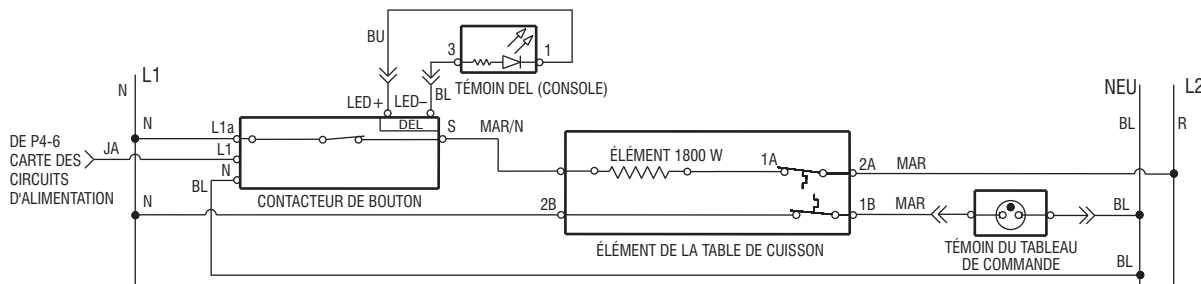 L1
N
N
DE P4-6
CARTE DES
CIRCUITS
D'ALIMENTATION
JA
L1a
L1
N
BL
N
BU
LED+
LED–
BL
3
1
TÉMOIN DEL (CONSOLE)
DEL
S
CONTACTEUR DE BOUTON
MAR/N
ÉLÉMENT 1800 W
1A
2A
MAR
2B
1B
MAR
ÉLÉMENT DE LA TABLE DE CUISSON
TÉMOIN DU TABLEAU
DE COMMANDE
NEU
L2
BL
R
BL
BL